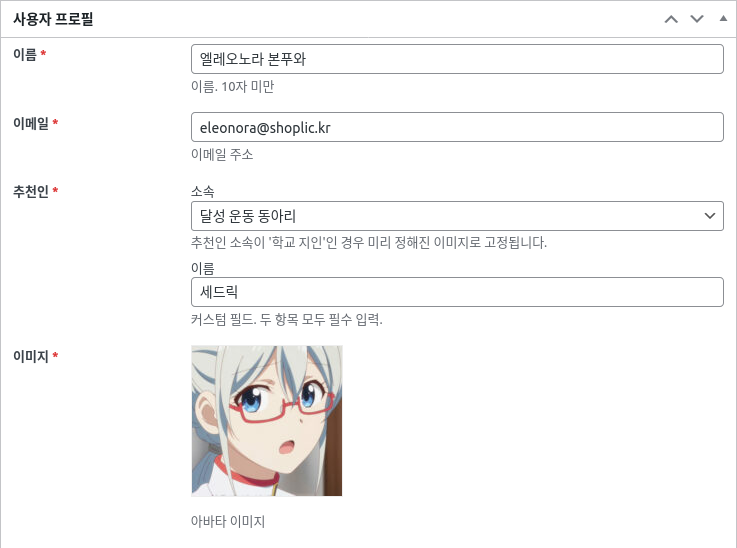 사용자 프로필
이름 *
엘레오노라 본푸와
이름. 10자 미만
이메일 *
eleonora@shoplic.kr
이메일 주소
추천인 *
소속
달성 운동 동아리
추천인 소속이 '학교 지인'인 경우 미리 정해진 이미지로 고정됩니다.
이름
세드릭
커스텀 필드. 두 항목 모두 필수 입력.
이미지 *
아바타 이미지